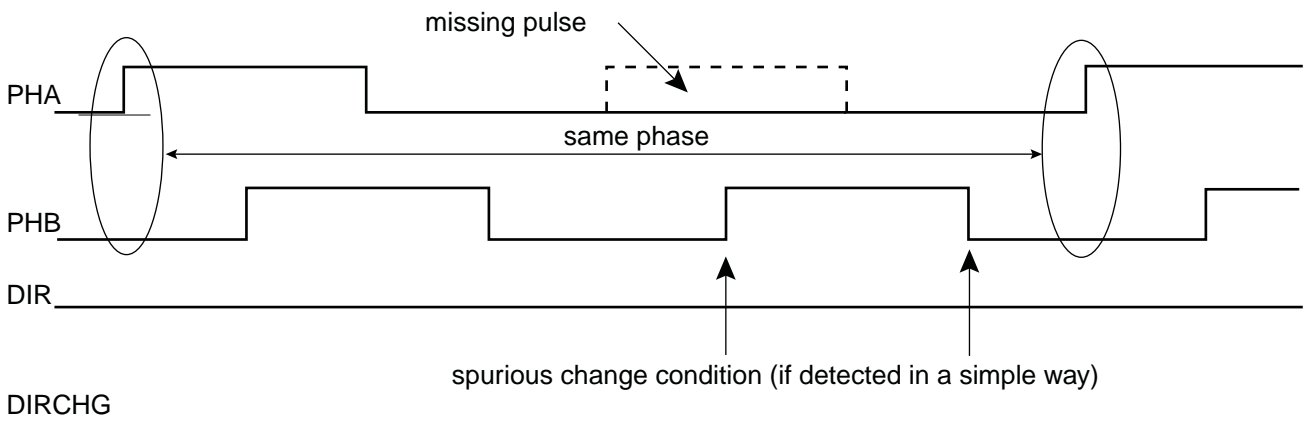 missing pulse
PHA
same phase
PHB
DIR
spurious change condition (if detected in a simple way)
DIRCHG